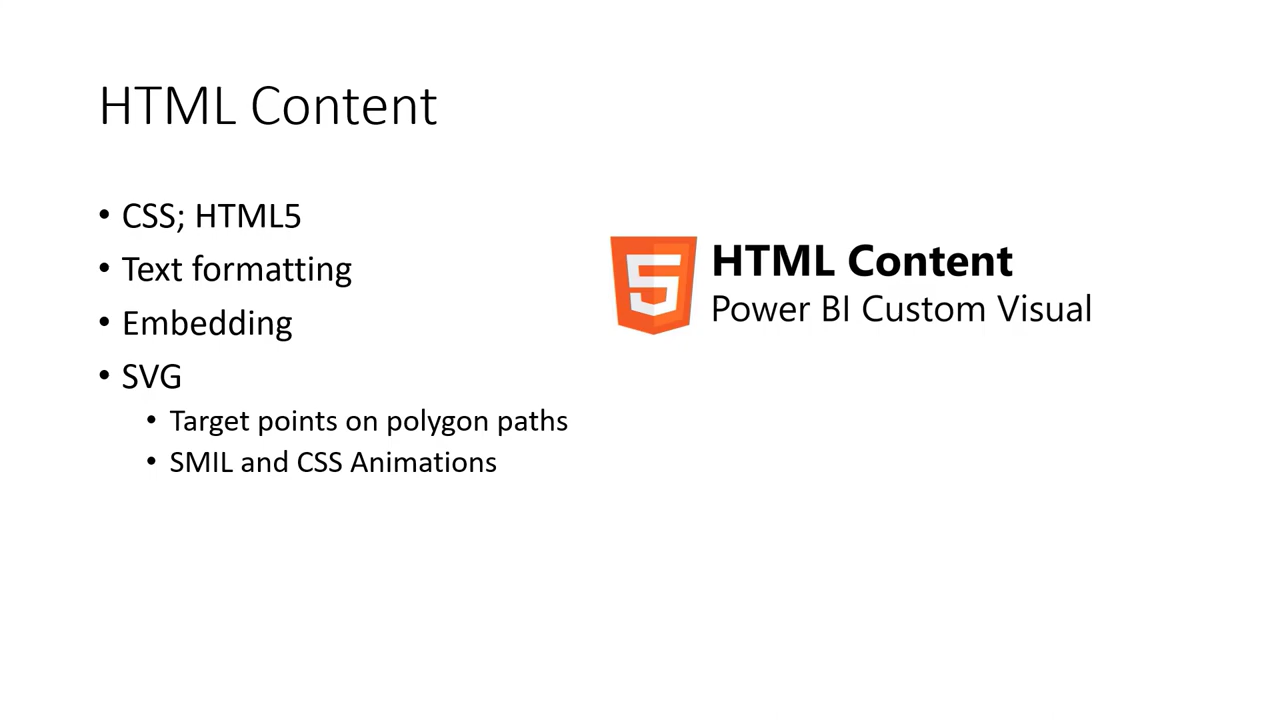 HTML Content
• CSS; HTML5
• Text formatting
• Embedding
• SVG
• Target points on polygon paths
• SMIL and CSS Animations
5
HTML Content
Power BI Custom Visual